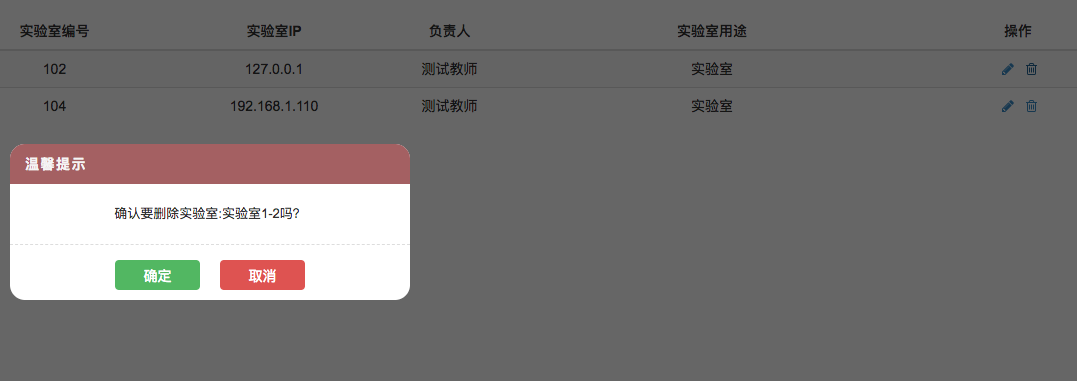 实验室编号 实验室IP 负责人 实验室用途 操作
102 127.0.0.1 测试教师 实验室
104 192.168.1.110 测试教师 实验室
温馨提示
确认要删除实验室:实验室1-2吗?
确定 取消